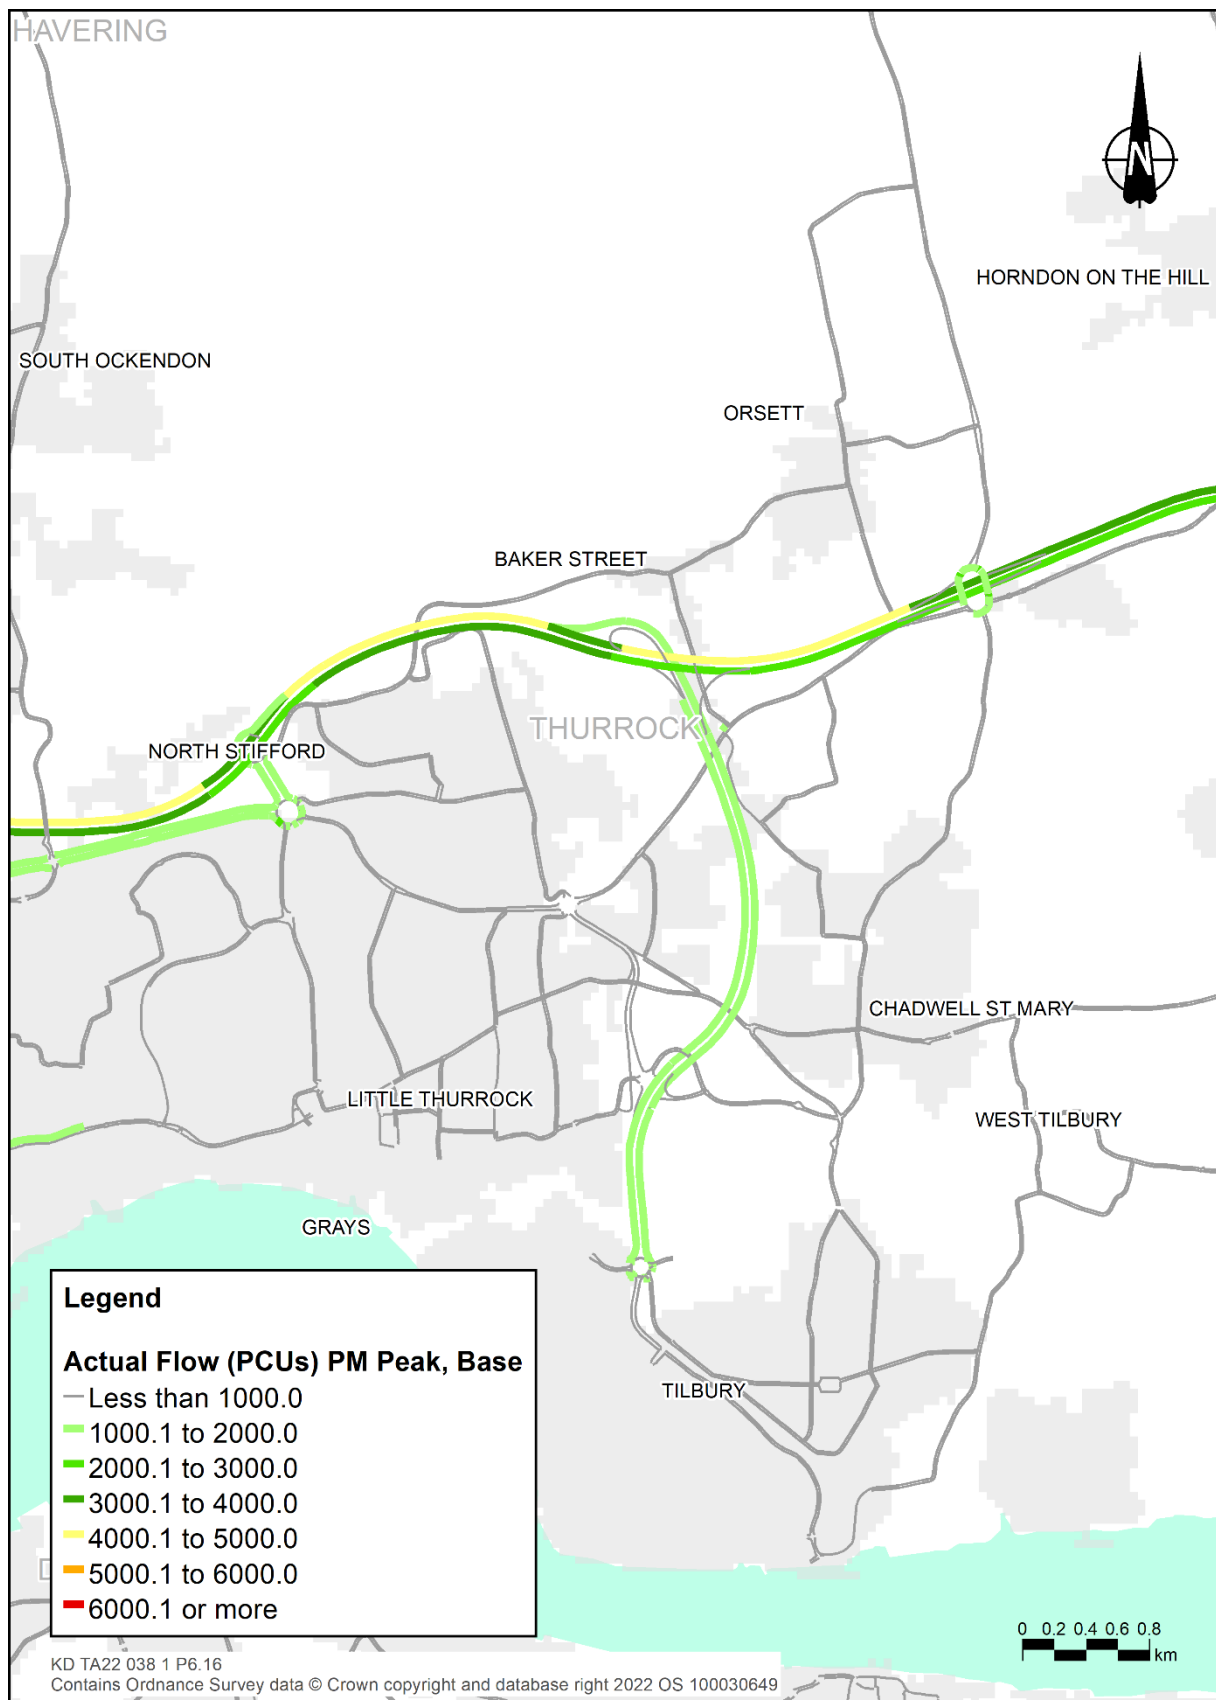 HAVERING
N
HORNDON ON THE HILL
SOUTH OCKENDON
ORSETT
BAKER STREET
THURROCK
NORTH STIFFORD
CHADWELL ST MARY
LITTLE THURROCK
WEST TILBURY
GRAYS
TILBURY
Legend
Actual Flow (PCUs) PM Peak, Base
Less than 1000.0
1000.1 to 2000.0
2000.1 to 3000.0
3000.1 to 4000.0
4000.1 to 5000.0
5000.1 to 6000.0
6000.1 or more
0 0.2 0.4 0.6 0.8
km
KD TA22 038 1 P6.16
Contains Ordnance Survey data © Crown copyright and database right 2022 OS 100030649